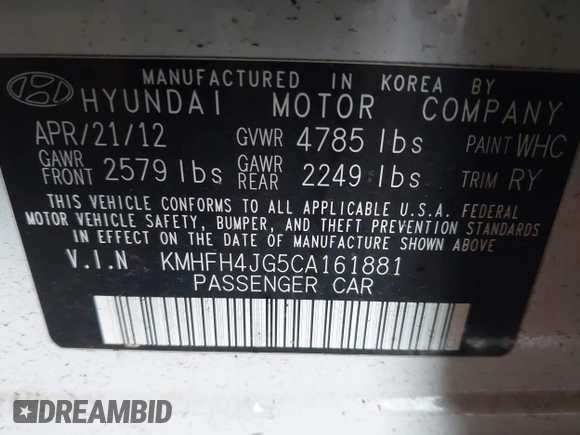 MANUFACTURED IN KOREA BY
HYUNDAI MOTOR COMPANY
APR/21/12 GVWR 4785 lbs PAINT WHC
GAWR FRONT 2579 lbs GAWR REAR 2249 lbs TRIM RY
THIS VEHICLE CONFORMS TO ALL APPLICABLE U.S.A. FEDERAL
MOTOR VEHICLE SAFETY, BUMPER, AND THEFT PREVENTION STANDARDS
IN EFFECT ON THE DATE OF MANUFACTURE SHOWN ABOVE
V.I.N KMHFH4JG5CA161881
PASSENGER CAR
DREAMBID